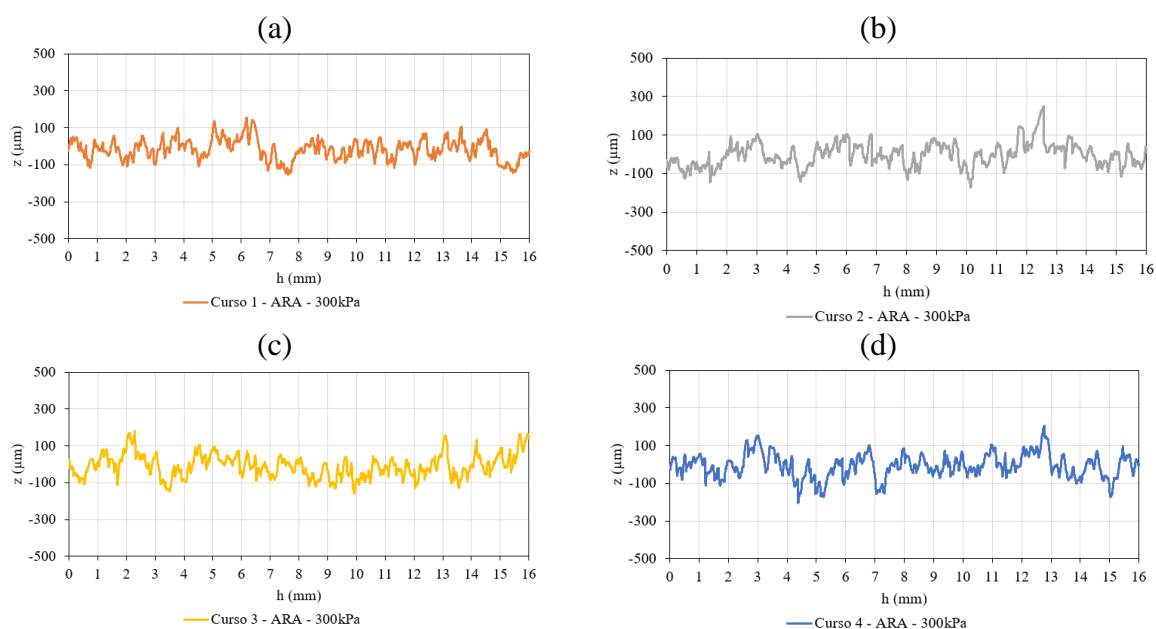 (a)
500
300
100
-100
-300
-500
z (µm)
0 1 2 3 4 5 6 7 8 9 10 11 12 13 14 15 16
h (mm)
Curso 1 - ARA - 300kPa
(b)
500
300
100
-100
-300
-500
z (µm)
0 1 2 3 4 5 6 7 8 9 10 11 12 13 14 15 16
h (mm)
Curso 2 - ARA - 300kPa
(c)
500
300
100
-100
-300
-500
z (µm)
0 1 2 3 4 5 6 7 8 9 10 11 12 13 14 15 16
h (mm)
Curso 3 - ARA - 300kPa
(d)
500
300
100
-100
-300
-500
z (µm)
0 1 2 3 4 5 6 7 8 9 10 11 12 13 14 15 16
h (mm)
Curso 4 - ARA - 300kPa